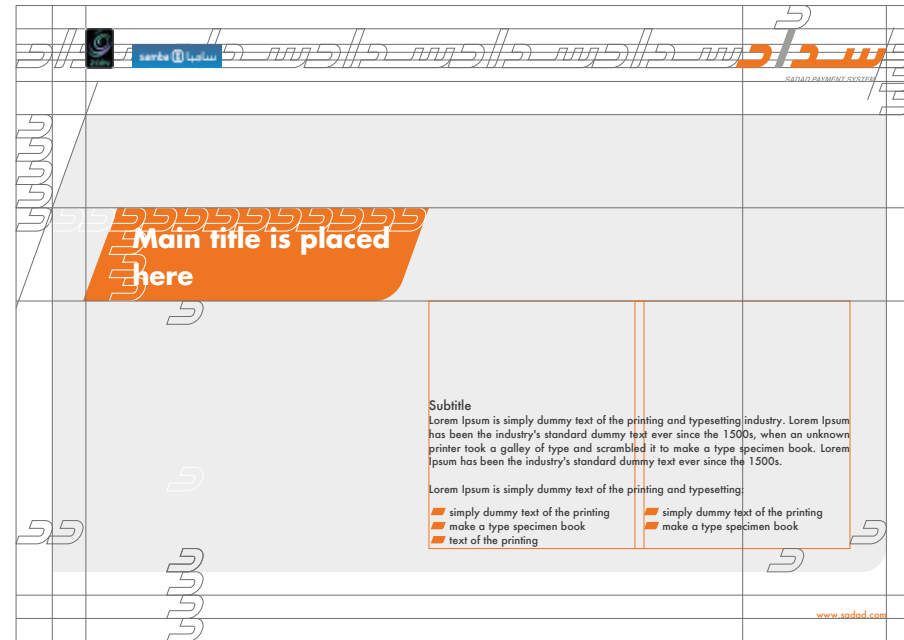 samba سامبا
سداد
SADAD PAYMENT SYSTEM
Main title is placed
here
Subtitle
Lorem Ipsum is simply dummy text of the printing and typesetting industry. Lorem Ipsum
has been the industry's standard dummy text ever since the 1500s, when an unknown
printer took a galley of type and scrambled it to make a type specimen book. Lorem
Ipsum has been the industry's standard dummy text ever since the 1500s.
Lorem Ipsum is simply dummy text of the printing and typesetting:
simply dummy text of the printing
make a type specimen book
text of the printing
simply dummy text of the printing
make a type specimen book
www.sadad.com